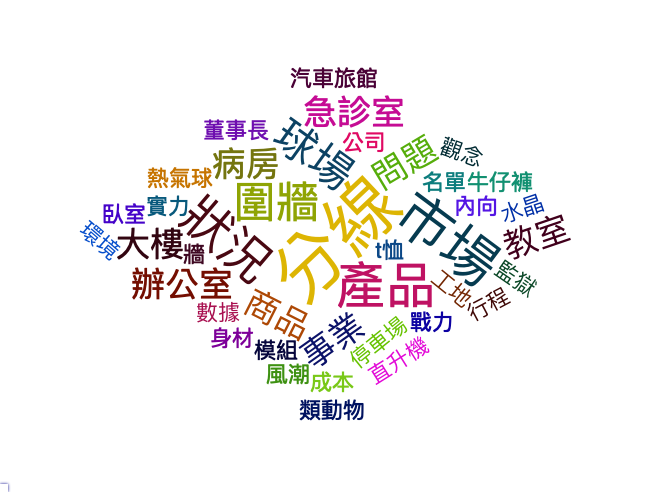 汽車旅館
急診室
董事長
球場
公司
病房
問題
觀念
熱氣球
名單
牛仔褲
圍牆
分線
臥室
實力
狀況
市場
內向
水晶
環境
大樓
牆
t恤
教室
辦公室
產品
工地
監獄
行程
數據
商品
事業
戰力
身材
模組
停車場
直升機
風潮
成本
類動物